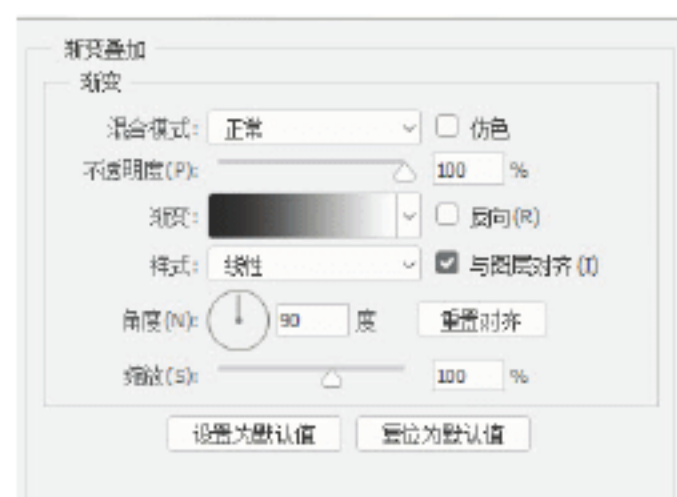 渐变叠加
渐变
混合模式: 正常 仿色
不透明度(P): 100 %
渐变: 反向(R)
样式: 线性 与图层对齐(I)
角度(N): 90 度 重置对齐
缩放(S): 100 %
设置为默认值 复位为默认值